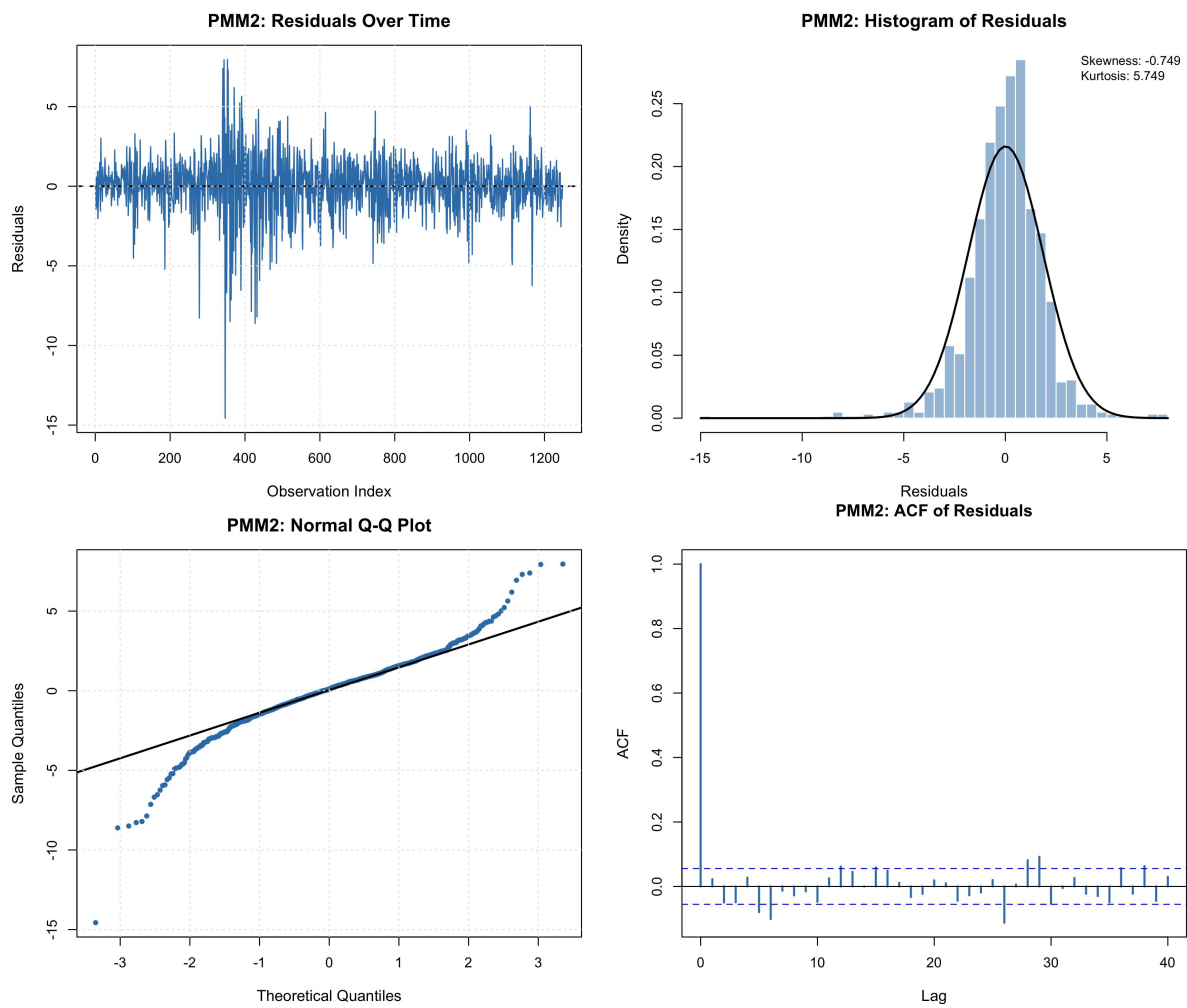 PMM2: Residuals Over Time
Residuals
5
0
-5
-10
-15
0 200 400 600 800 1000 1200
Observation Index
PMM2: Histogram of Residuals
Skewness: -0.749
Kurtosis: 5.749
Density
0.25
0.20
0.15
0.10
0.05
0.00
-15 -10 -5 0 5
Residuals
PMM2: Normal Q-Q Plot
Sample Quantiles
5
0
-5
-10
-15
-3 -2 -1 0 1 2 3
Theoretical Quantiles
PMM2: ACF of Residuals
ACF
1.0
0.8
0.6
0.4
0.2
0.0
0 10 20 30 40
Lag